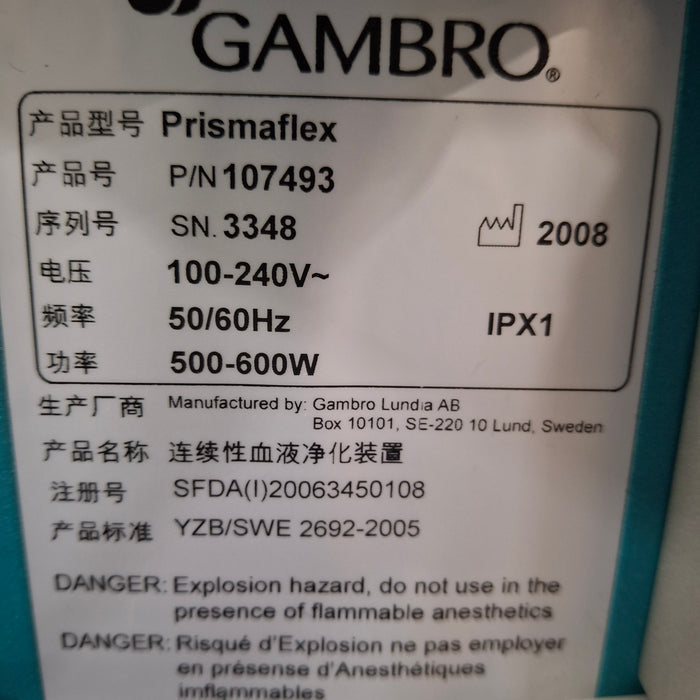 GAMBRO®
产品型号 Prismaflex
产品号 P/N 107493
序列号 SN. 3348 2008
电压 100-240V~
频率 50/60Hz IPX1
功率 500-600W
生产厂商 Manufactured by: Gambro Lundia AB
Box 10101, SE-220 10 Lund, Sweden
产品名称 连续性血液净化装置
注册号 SFDA(I)20063450108
产品标准 YZB/SWE 2692-2005
DANGER: Explosion hazard, do not use in the
presence of flammable anesthetics
DANGER: Risqué d'Explosion ne pas employer
en présense d'Anesthétiques
imflammables